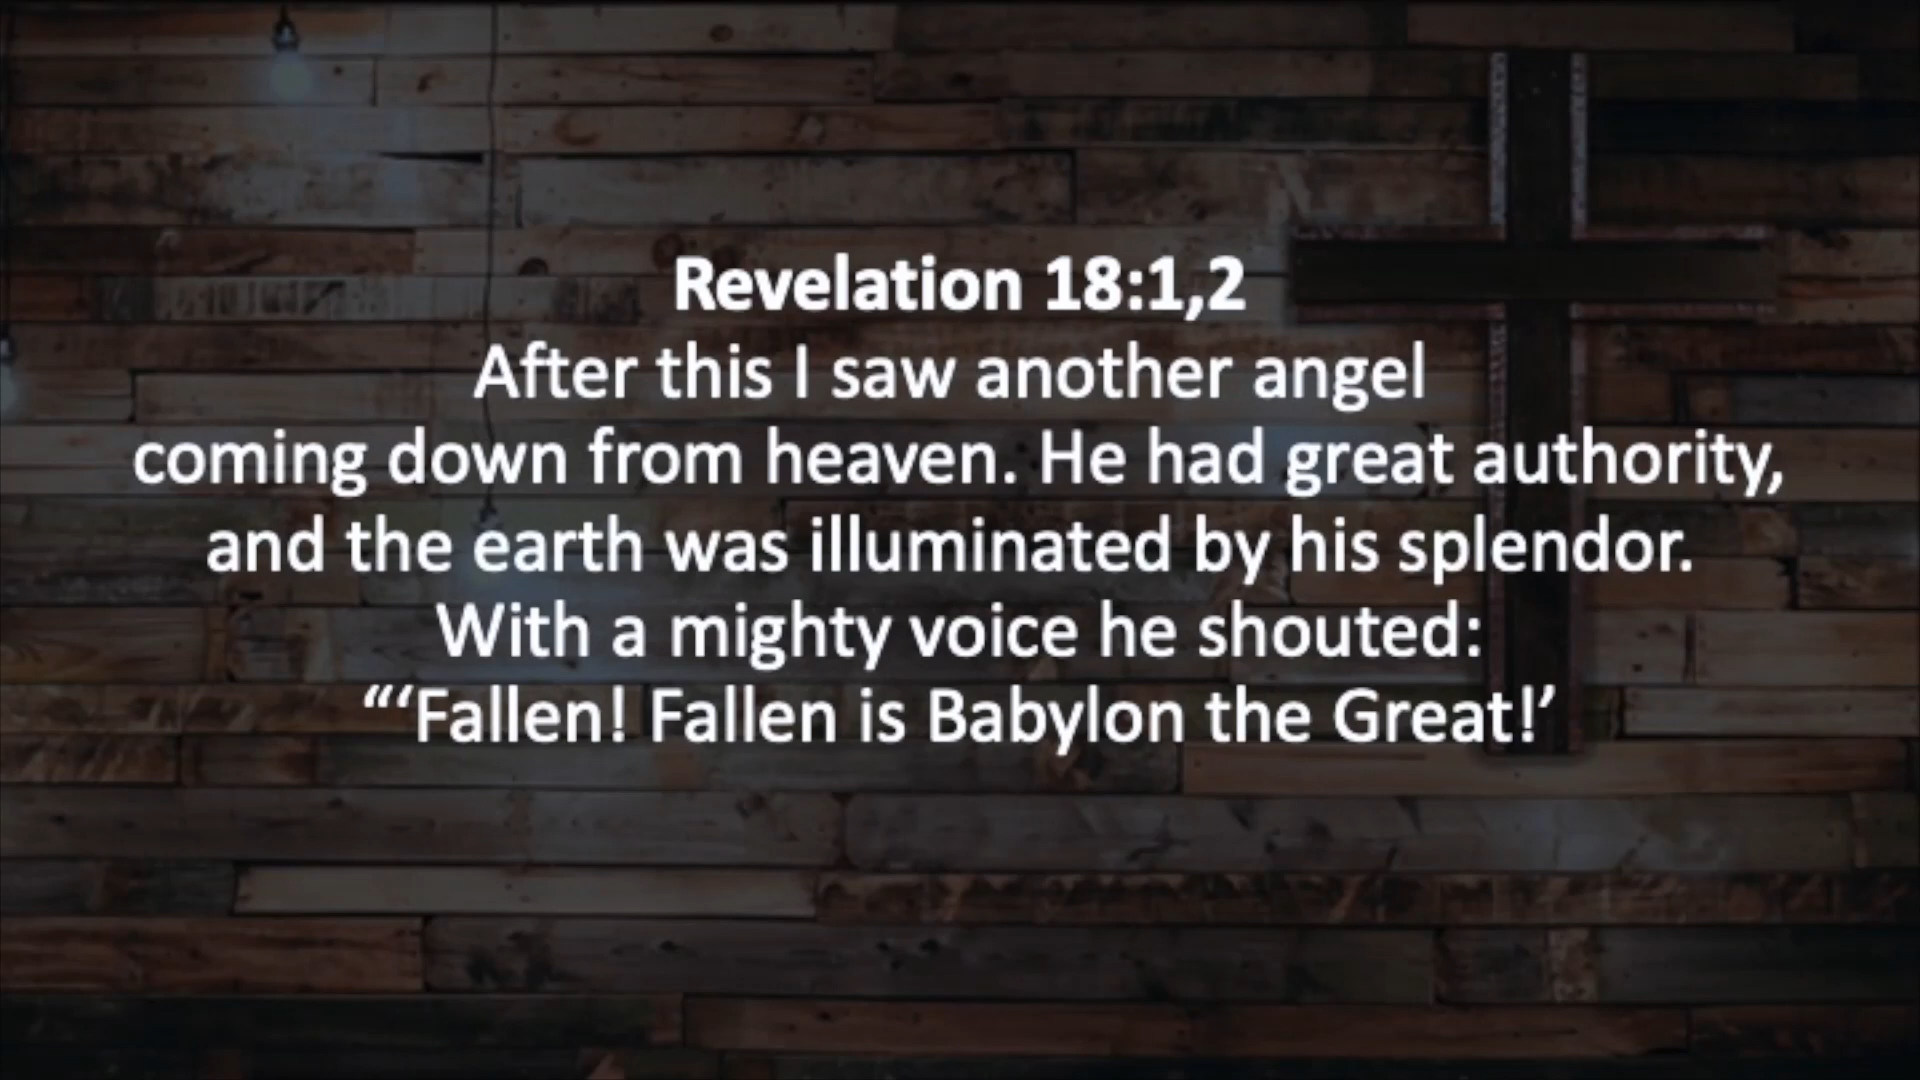 Revelation 18:1,2
After this I saw another angel
coming down from heaven. He had great authority,
and the earth was illuminated by his splendor.
With a mighty voice he shouted:
“‘Fallen! Fallen is Babylon the Great!’